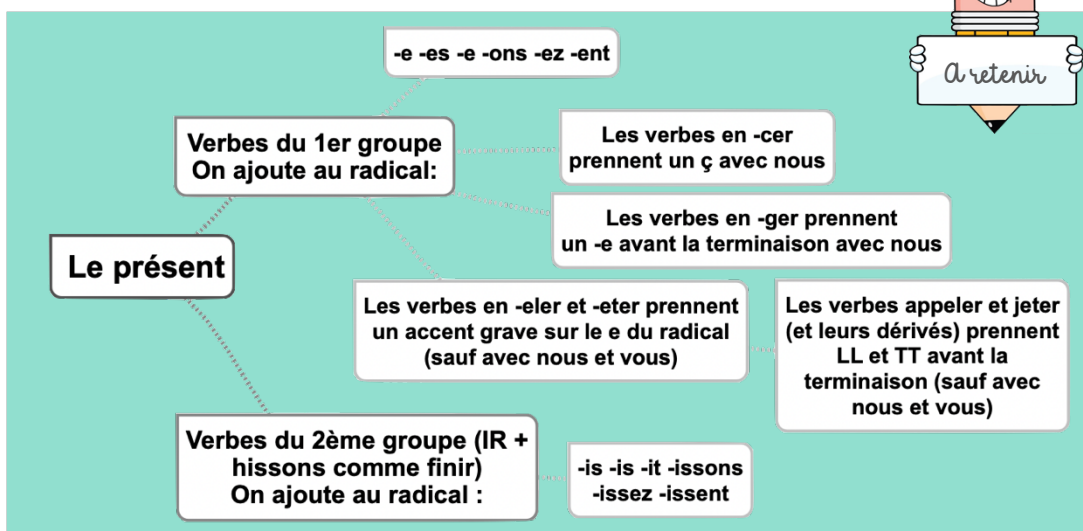 A retenir
-e -es -e -ons -ez -ent
Verbes du 1er groupe
On ajoute au radical:
Les verbes en -cer
prennent un ç avec nous
Les verbes en -ger prennent
un -e avant la terminaison avec nous
Le présent
Les verbes en -eler et -eter prennent
un accent grave sur le e du radical
(sauf avec nous et vous)
Les verbes appeler et jeter
(et leurs dérivés) prennent
LL et TT avant la
terminaison (sauf avec
nous et vous)
Verbes du 2ème groupe (IR +
hissons comme finir)
On ajoute au radical :
-is -is -it -issons
-issez -issent